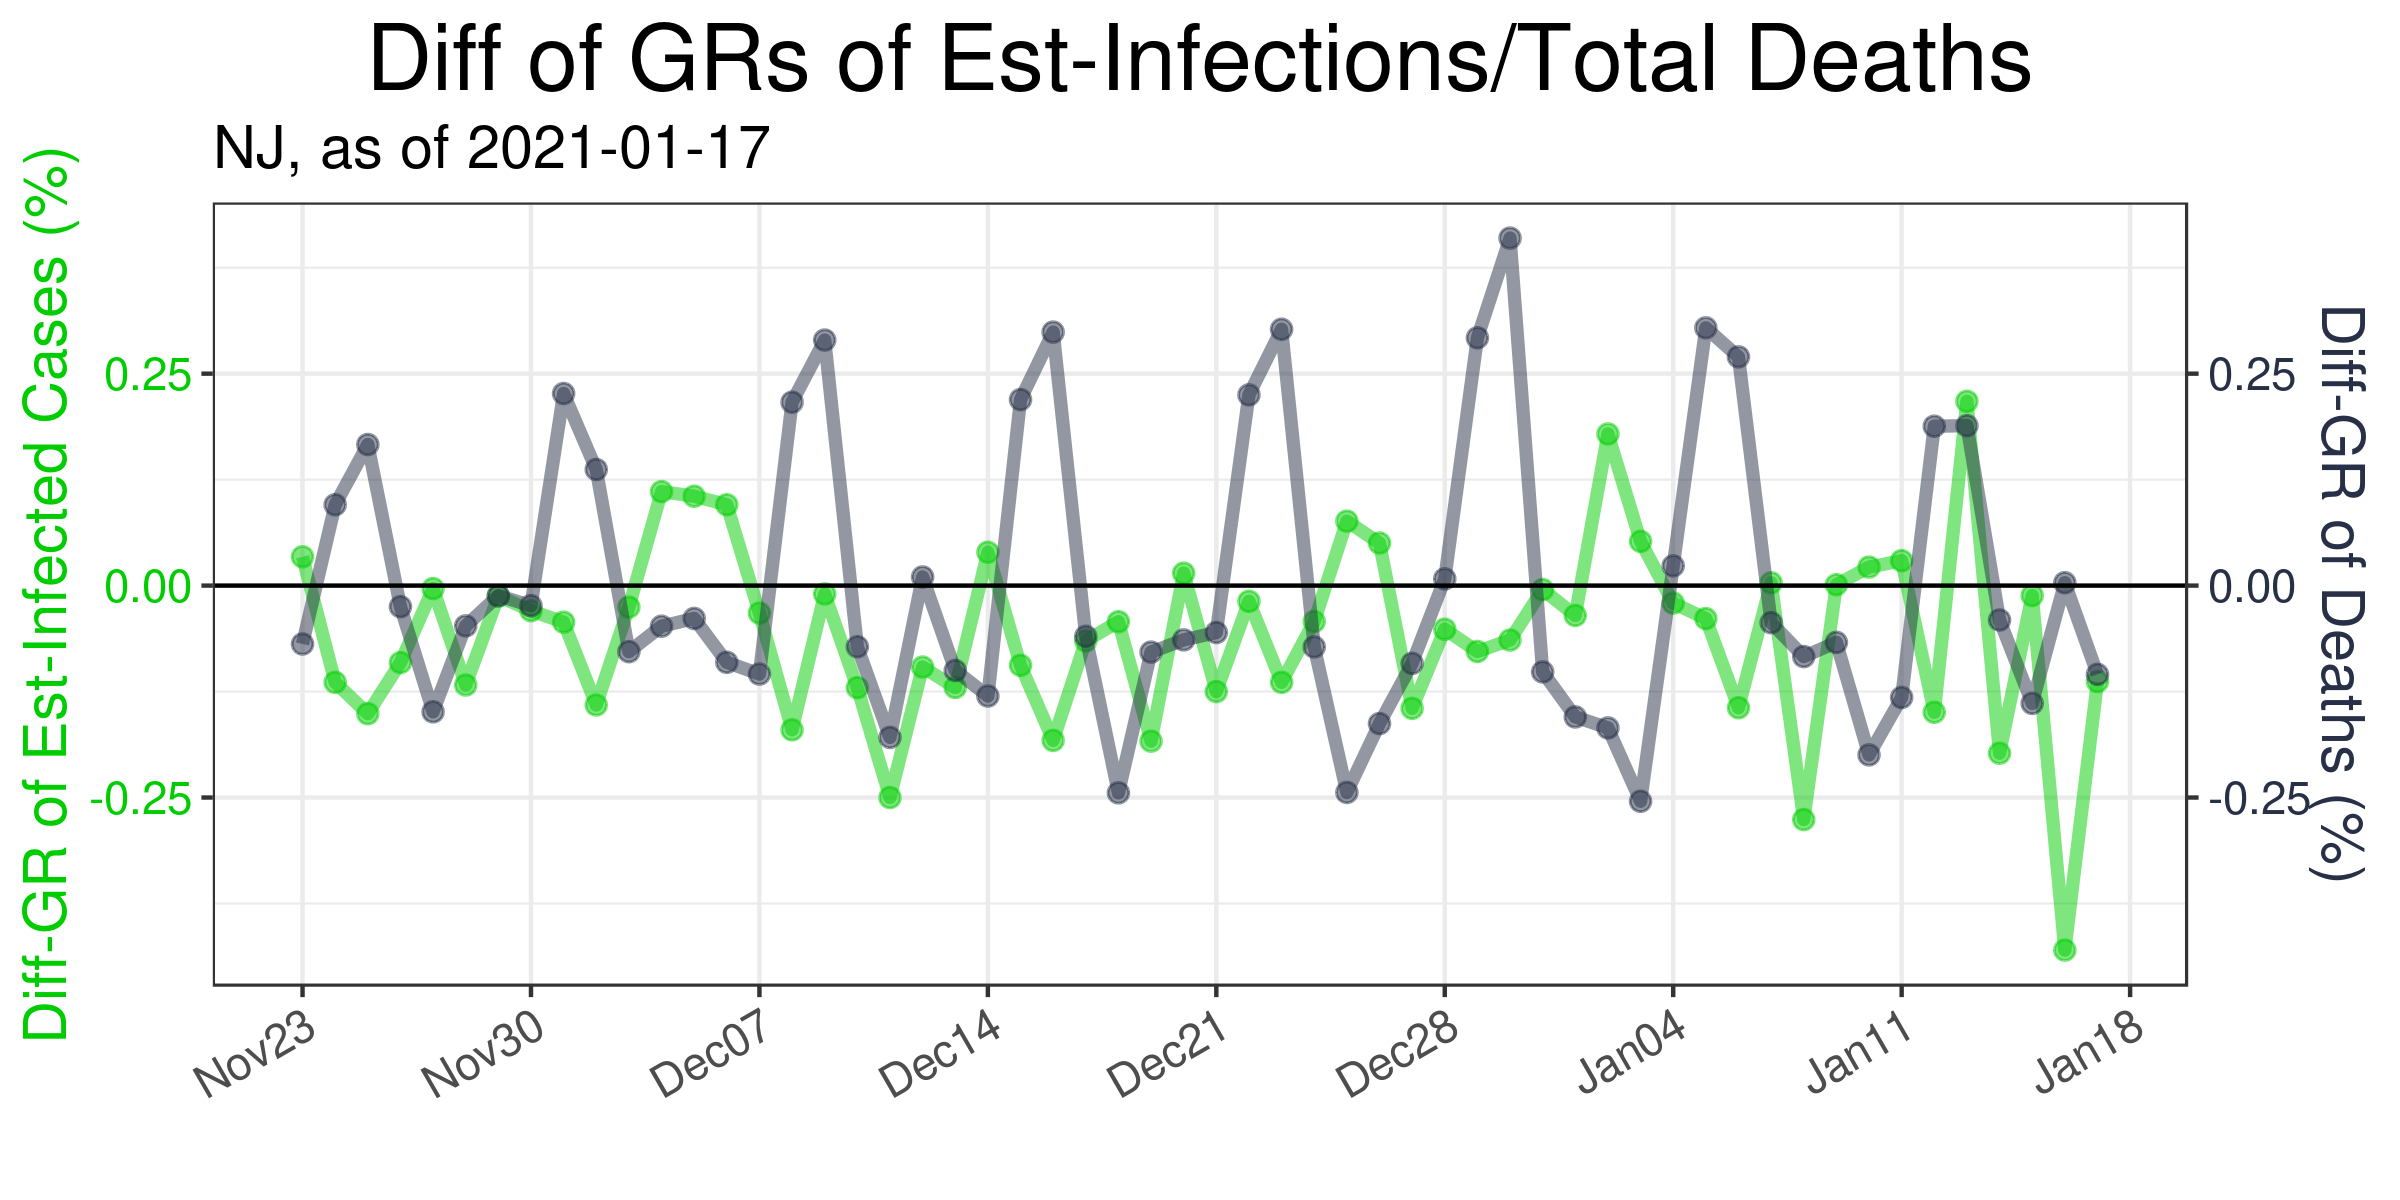 Diff of GRs of Est-Infections/Total Deaths
NJ, as of 2021-01-17
Diff-GR of Est-Infected Cases (%)
0.25
0.00
-0.25
0.25
0.00
-0.25
Diff-GR of Deaths (%)
Nov23
Nov30
Dec07
Dec14
Dec21
Dec28
Jan04
Jan11
Jan18